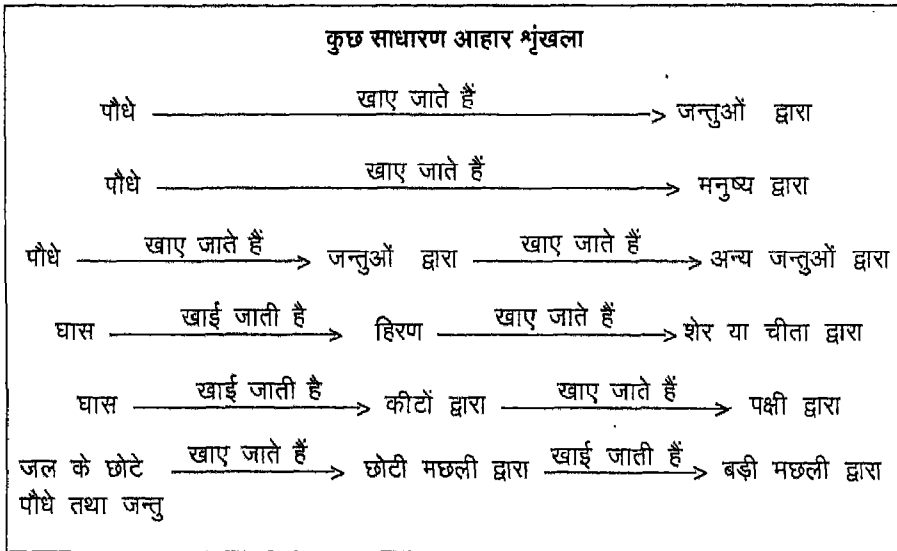 कुछ साधारण आहार शृंखला
पौधे खाए जाते हैं जन्तुओं द्वारा
पौधे खाए जाते हैं मनुष्य द्वारा
पौधे खाए जाते हैं जन्तुओं द्वारा खाए जाते हैं अन्य जन्तुओं द्वारा
घास खाई जाती है हिरण खाए जाते हैं शेर या चीता द्वारा
घास खाई जाती है कीटों द्वारा खाए जाते हैं पक्षी द्वारा
जल के छोटे खाए जाते हैं छोटी मछली द्वारा खाई जाती हैं बड़ी मछली द्वारा
पौधे तथा जन्तु